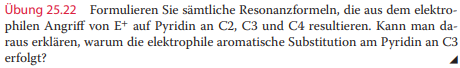 Übung 25.22 Formulieren Sie sämtliche Resonanzformeln, die aus dem elektro-
philen Angriff von E⁺ auf Pyridin an C2, C3 und C4 resultieren. Kann man da-
raus erklären, warum die elektrophile aromatische Substitution am Pyridin an C3
erfolgt?